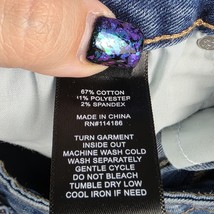 67% COTTON
31% POLYESTER
2% SPANDEX
MADE IN CHINA
RN#114186
TURN GARMENT
INSIDE OUT
MACHINE WASH COLD
WASH SEPARATELY
GENTLE CYCLE
DO NOT BLEACH
TUMBLE DRY LOW
COOL IRON IF NEED